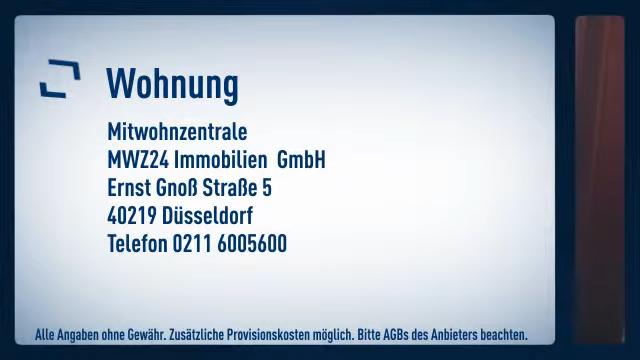 Wohnung
Mitwohnzentrale
MWZ24 Immobilien GmbH
Ernst Gnoß Straße 5
40219 Düsseldorf
Telefon 0211 6005600
Alle Angaben ohne Gewähr. Zusätzliche Provisionskosten möglich. Bitte AGBs des Anbieters beachten.